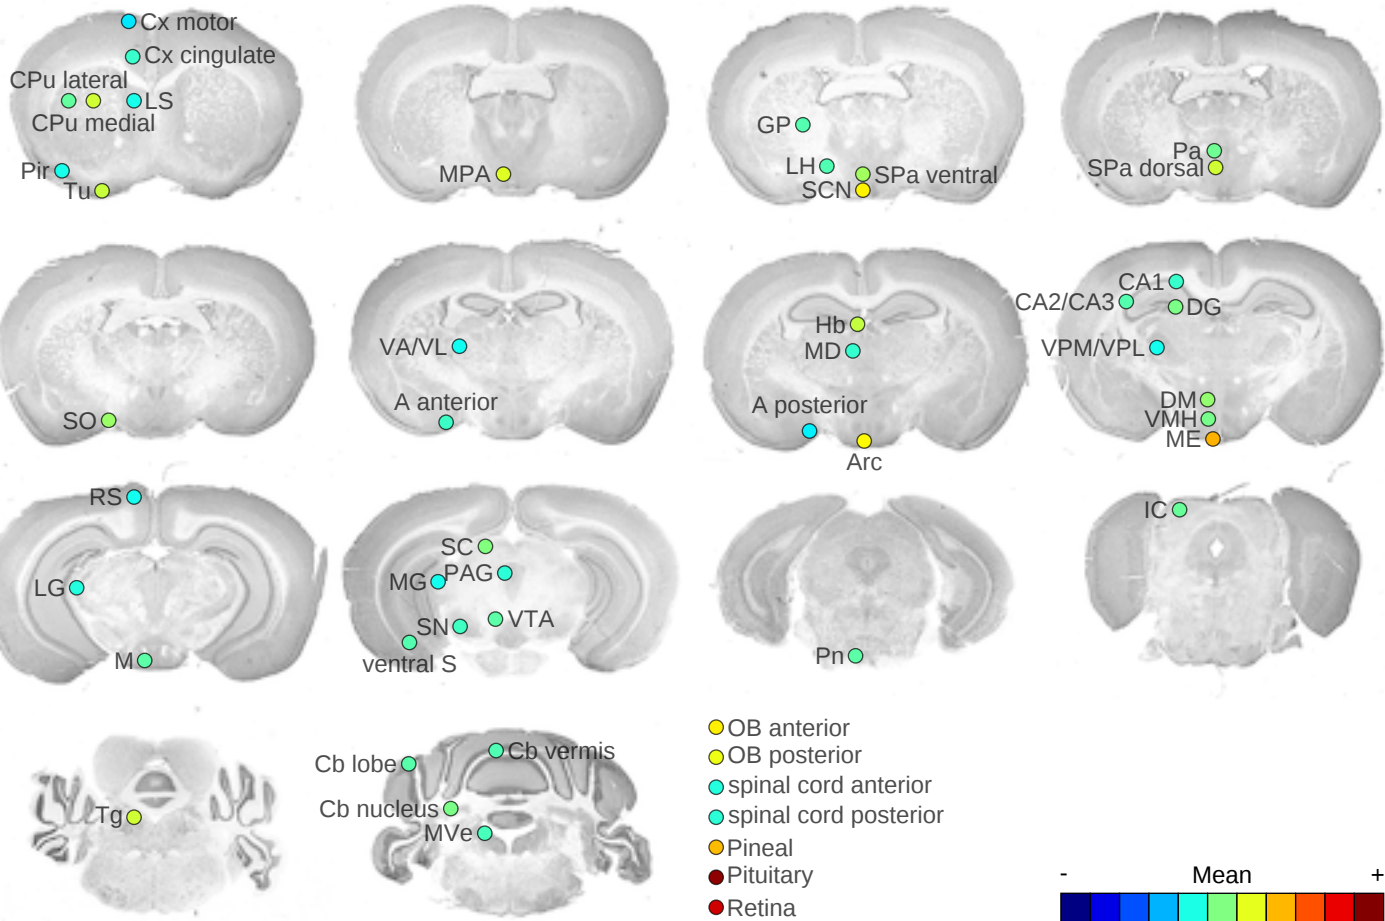 Cx motor
Cx cingulate
CPu lateral
LS
CPu medial
Pir
Tu
MPA
GP
LH
SPa ventral
SCN
Pa
SPa dorsal
SO
VA/VL
A anterior
Hb
MD
A posterior
Arc
CA1
CA2/CA3
DG
VPM/VPL
DM
VMH
ME
RS
LG
M
SC
MG
PAG
SN
VTA
ventral S
Pn
IC
Tg
Cb lobe
Cb vermis
Cb nucleus
MVe
OB anterior
OB posterior
spinal cord anterior
spinal cord posterior
Pineal
Pituitary
Retina
- Mean +